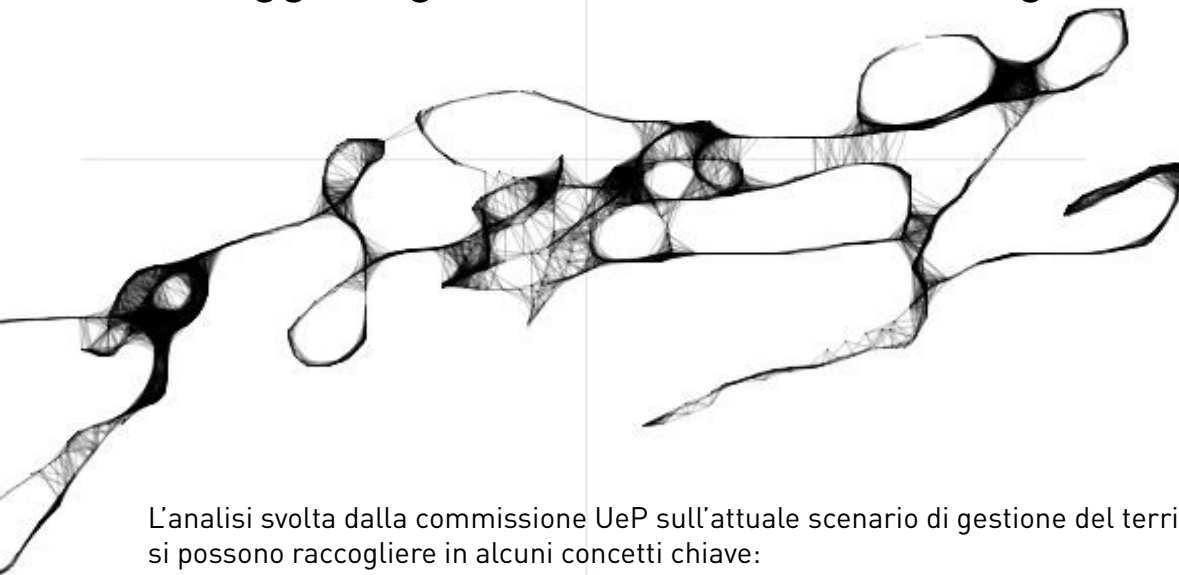 L'analisi svolta dalla commissione UeP sull'attuale scenario di gestione del terri
si possono raccogliere in alcuni concetti chiave: